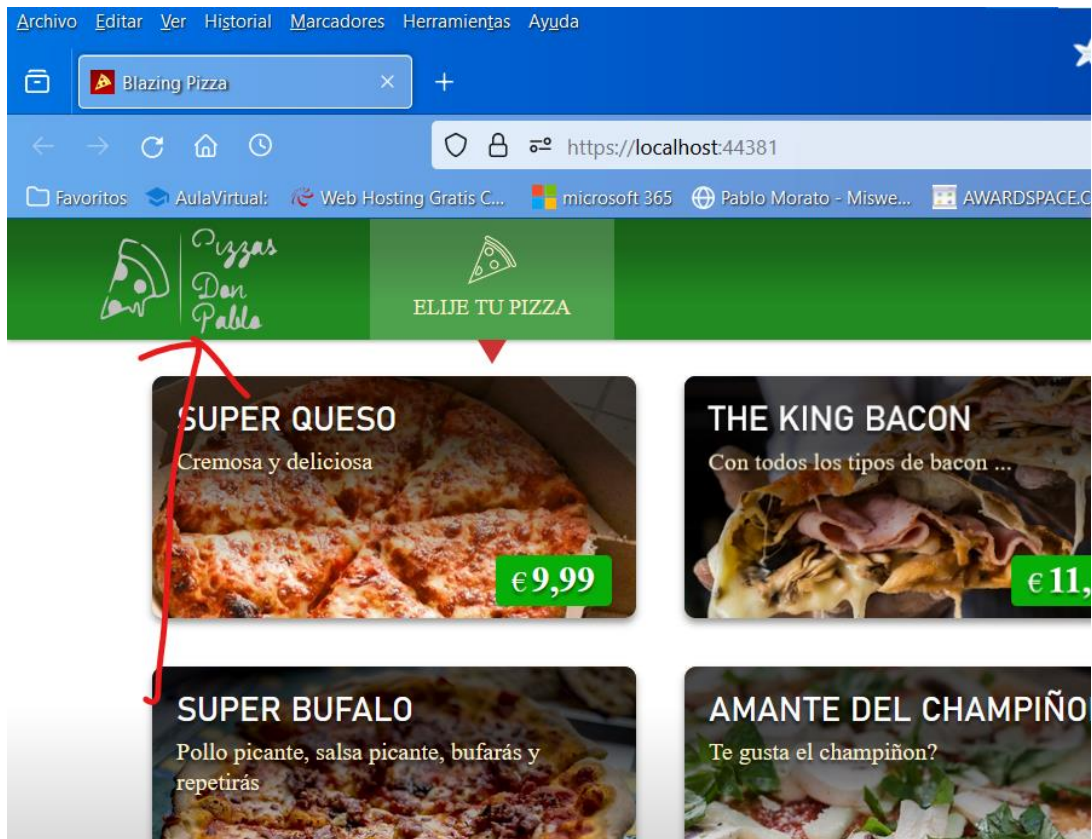 Archivo Editar Ver Historial Marcadores Herramientas Ayuda
Blazing Pizza
https://localhost:44381
Favoritos AulaVirtual: Web Hosting Gratis C... microsoft 365 Pablo Morato - Miswe... AWARDSPACE.C
Pizzas
Don
Pablo
ELIJE TU PIZZA
SUPER QUESO
Cremosa y deliciosa
€ 9,99
THE KING BACON
Con todos los tipos de bacon ...
€ 11,
SUPER BUFALO
Pollo picante, salsa picante, bufarás y
repetirás
AMANTE DEL CHAMPIÑO
Te gusta el champiñon?